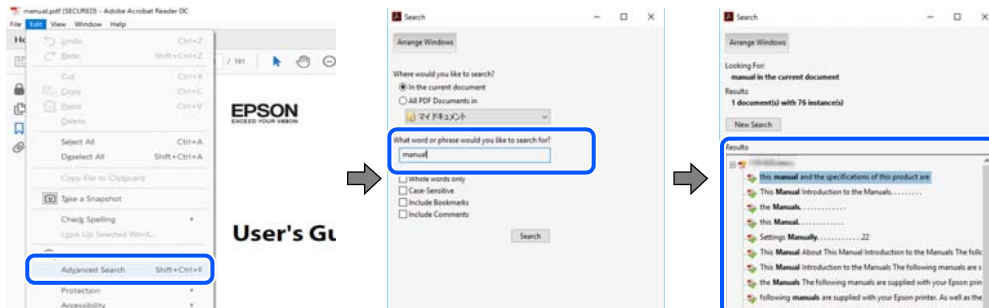 manual.pdf (SECURED) - Adobe Acrobat Reader DC
File Edit View Window Help
Undo Ctrl+Z
Redo Shift+Ctrl+Z
Cut Ctrl+X
Copy Ctrl+C
Paste Ctrl+V
Delete
Select All Ctrl+A
Deselect All Shift+Ctrl+A
Copy File to Clipboard
Take a Snapshot
Check Spelling
Look Up Selected Word...
Advanced Search Shift+Ctrl+F
Protection
Accessibility
/ 181
EPSON
EXCEED YOUR VISION
User's Gu
Search
Arrange Windows
Where would you like to search?
In the current document
All PDF Documents in
マイドキュメント
What word or phrase would you like to search for?
manual
Whole words only
Case-Sensitive
Include Bookmarks
Include Comments
Search
Search
Arrange Windows
Looking For:
manual in the current document
Results:
1 document(s) with 76 instance(s)
New Search
Results:
this manual and the specifications of this product are
This Manual Introduction to the Manuals. . . . . . . . .
the Manuals. . . . . . . . . . . . .
this Manual. . . . . . . . . . . . .
Settings Manually. . . . . . . . . . . . .22
This Manual About This Manual Introduction to the Manuals The follo
This Manual Introduction to the Manuals The following manuals are s
the Manuals The following manuals are supplied with your Epson prin
following manuals are supplied with your Epson printer. As well as the